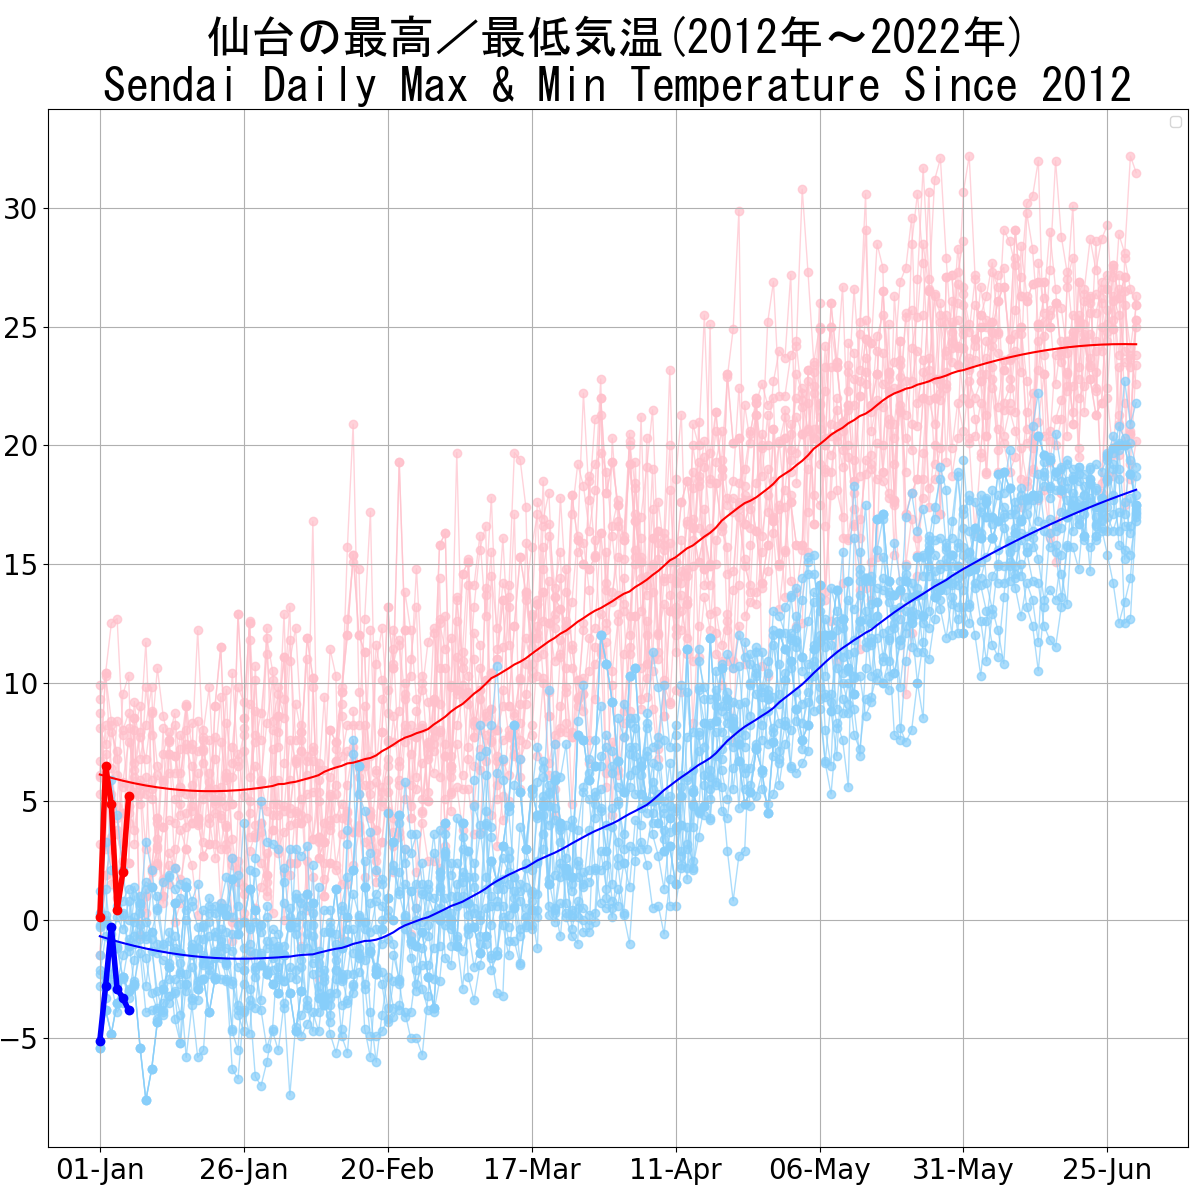 仙台の最高／最低気温(2012年～2022年)
Sendai Daily Max & Min Temperature Since 2012
30
25
20
15
10
5
0
−5
01-Jan 26-Jan 20-Feb 17-Mar 11-Apr 06-May 31-May 25-Jun